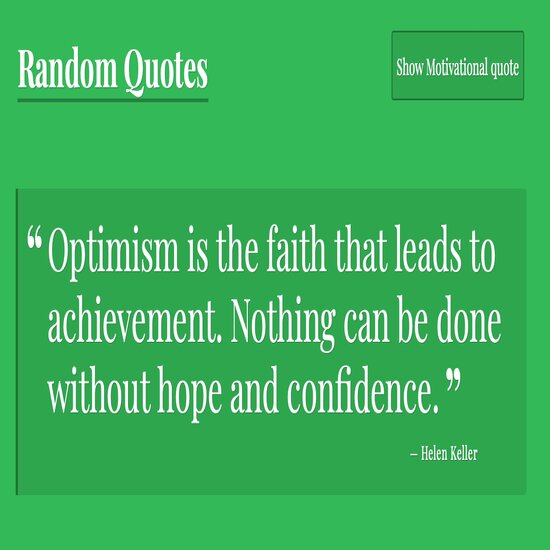 Random Quotes
Show Motivational quote
“ Optimism is the faith that leads to
achievement. Nothing can be done
without hope and confidence. ”
– Helen Keller